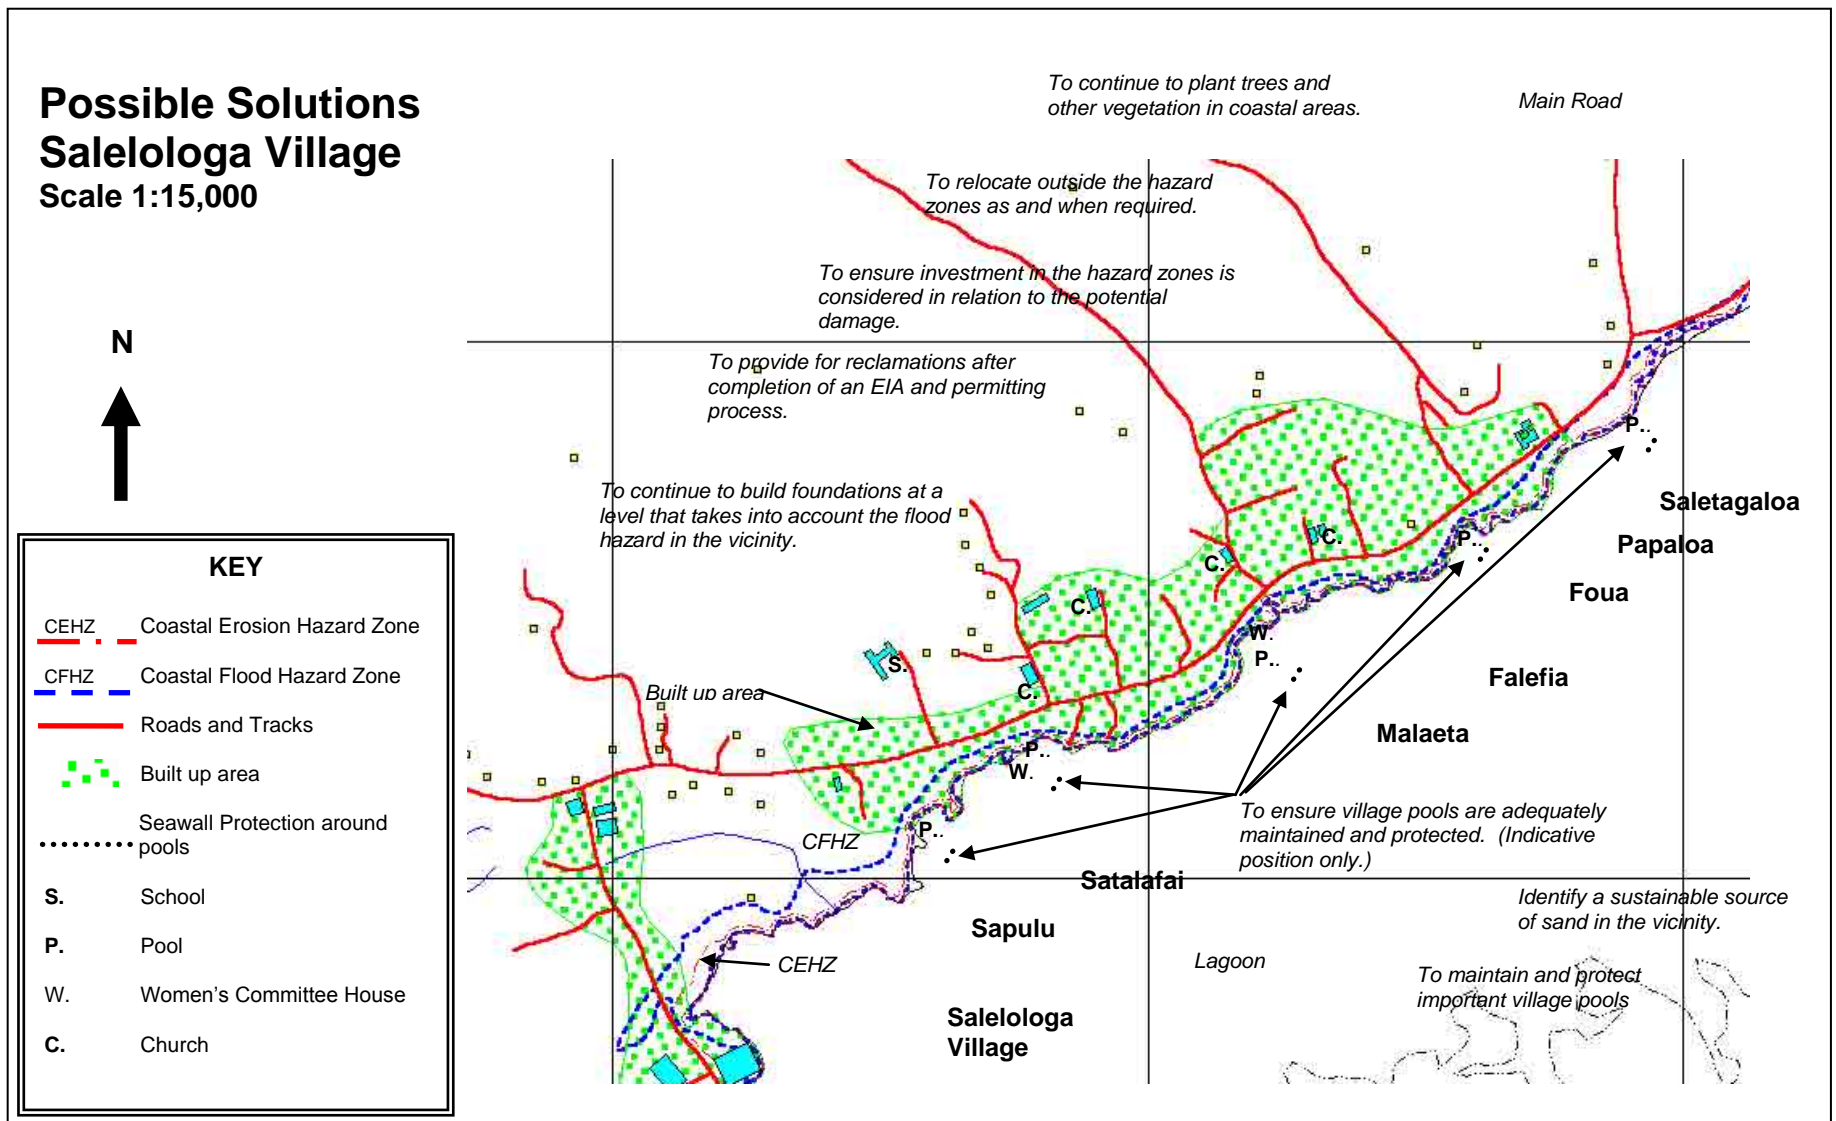 Possible Solutions
Salelologa Village
Scale 1:15,000
N
KEY
CEHZ Coastal Erosion Hazard Zone
CFHZ Coastal Flood Hazard Zone
Roads and Tracks
Built up area
Seawall Protection around
pools
S. School
P. Pool
W. Women's Committee House
C. Church
To continue to plant trees and
other vegetation in coastal areas.
Main Road
To relocate outside the hazard
zones as and when required.
To ensure investment in the hazard zones is
considered in relation to the potential
damage.
To provide for reclamations after
completion of an EIA and permitting
process.
To continue to build foundations at a
level that takes into account the flood
hazard in the vicinity.
P..
Saletagaloa
P..
Papaloa
C.
C.
Foua
C.
W.
P..
S.
C.
Falefia
Built up area
Malaeta
P..
W.
To ensure village pools are adequately
maintained and protected. (Indicative
position only.)
P..
CFHZ
Satalafai
Identify a sustainable source
of sand in the vicinity.
Sapulu
CEHZ
Lagoon
To maintain and protect
important village pools
Salelologa
Village